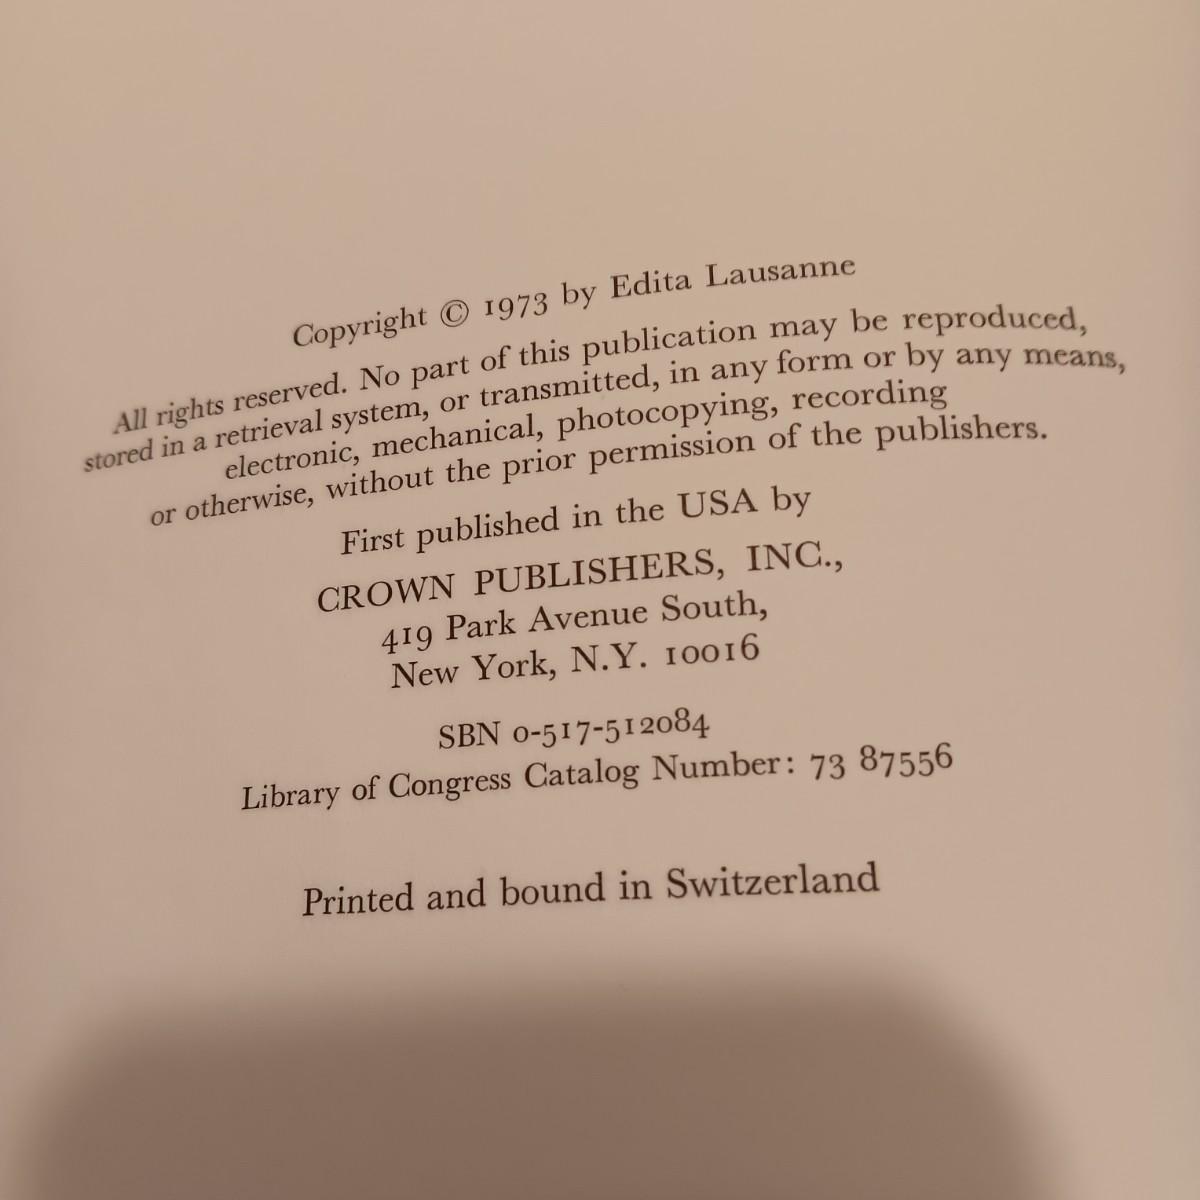 Copyright © 1973 by Edita Lausanne
All rights reserved. No part of this publication may be reproduced,
stored in a retrieval system, or transmitted, in any form or by any means,
electronic, mechanical, photocopying, recording
or otherwise, without the prior permission of the publishers.
First published in the USA by
CROWN PUBLISHERS, INC.,
419 Park Avenue South,
New York, N.Y. 10016
SBN 0-517-512084
Library of Congress Catalog Number: 73 87556
Printed and bound in Switzerland